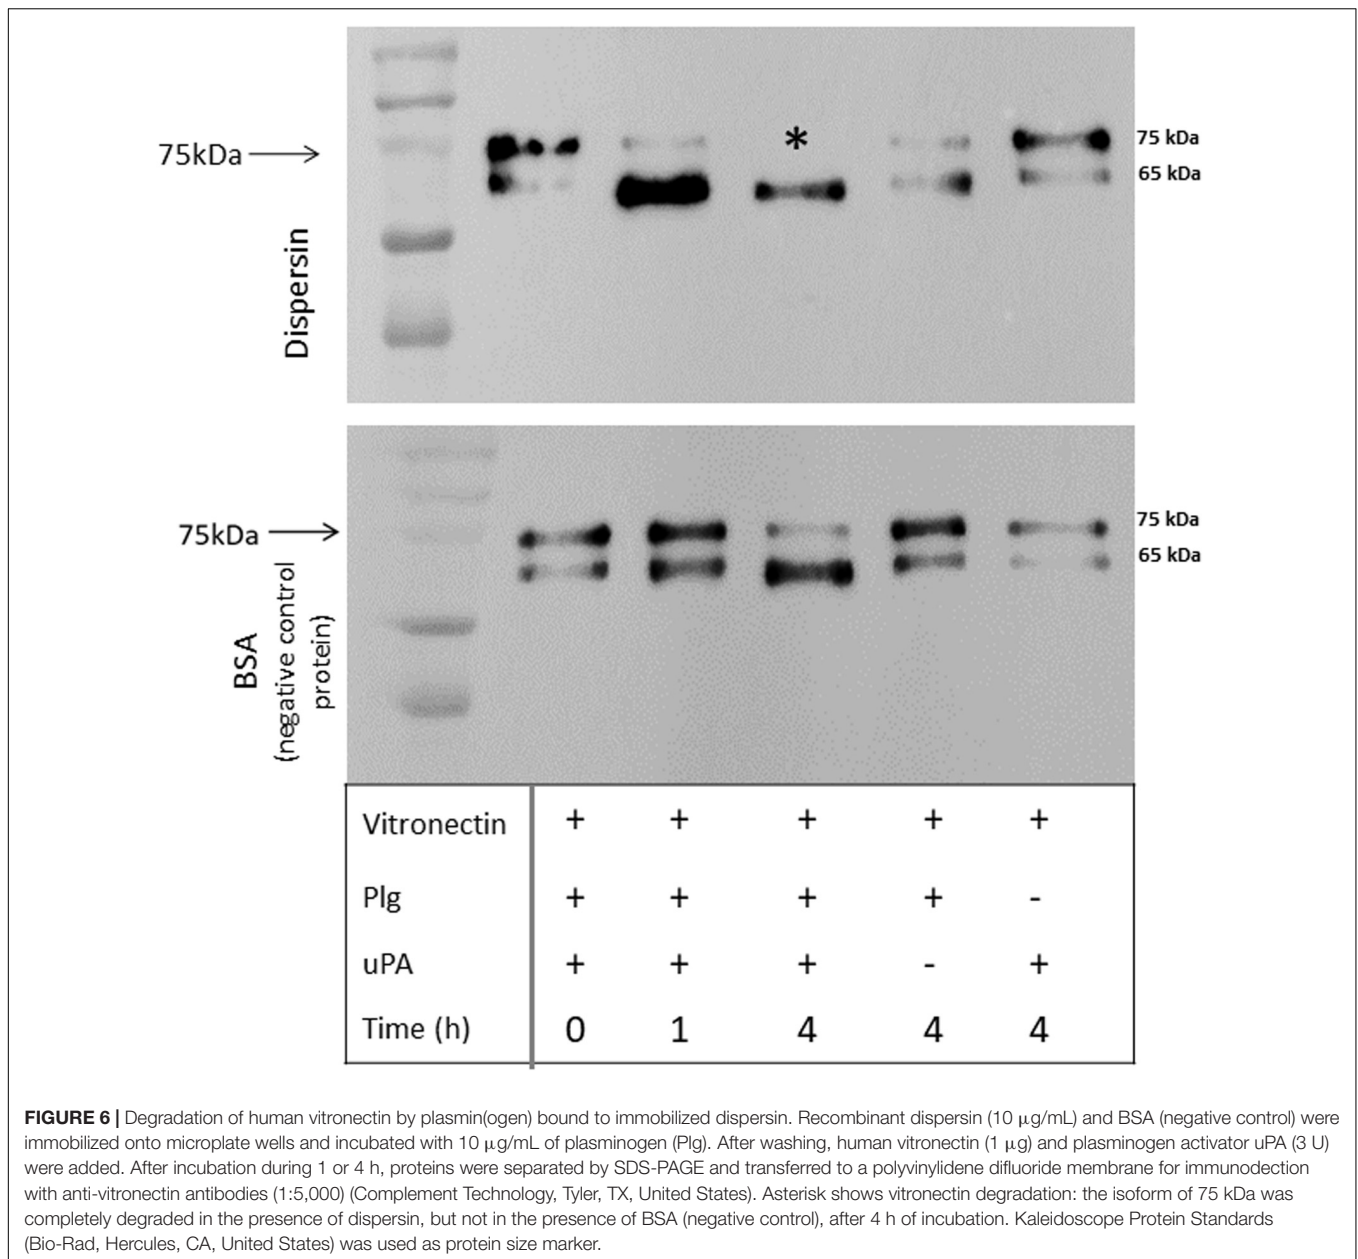 *
75kDa
75 kDa
65 kDa
Dispersin
75kDa
75 kDa
65 kDa
BSA
(negative control
protein)
Vitronectin + + + + +
Plg + + + + -
uPA + + + - +
Time (h) 0 1 4 4 4
FIGURE 6 | Degradation of human vitronectin by plasmin(ogen) bound to immobilized dispersin. Recombinant dispersin (10 μg/mL) and BSA (negative control) were
immobilized onto microplate wells and incubated with 10 μg/mL of plasminogen (Plg). After washing, human vitronectin (1 μg) and plasminogen activator uPA (3 U)
were added. After incubation during 1 or 4 h, proteins were separated by SDS-PAGE and transferred to a polyvinylidene difluoride membrane for immunodection
with anti-vitronectin antibodies (1:5,000) (Complement Technology, Tyler, TX, United States). Asterisk shows vitronectin degradation: the isoform of 75 kDa was
completely degraded in the presence of dispersin, but not in the presence of BSA (negative control), after 4 h of incubation. Kaleidoscope Protein Standards
(Bio-Rad, Hercules, CA, United States) was used as protein size marker.